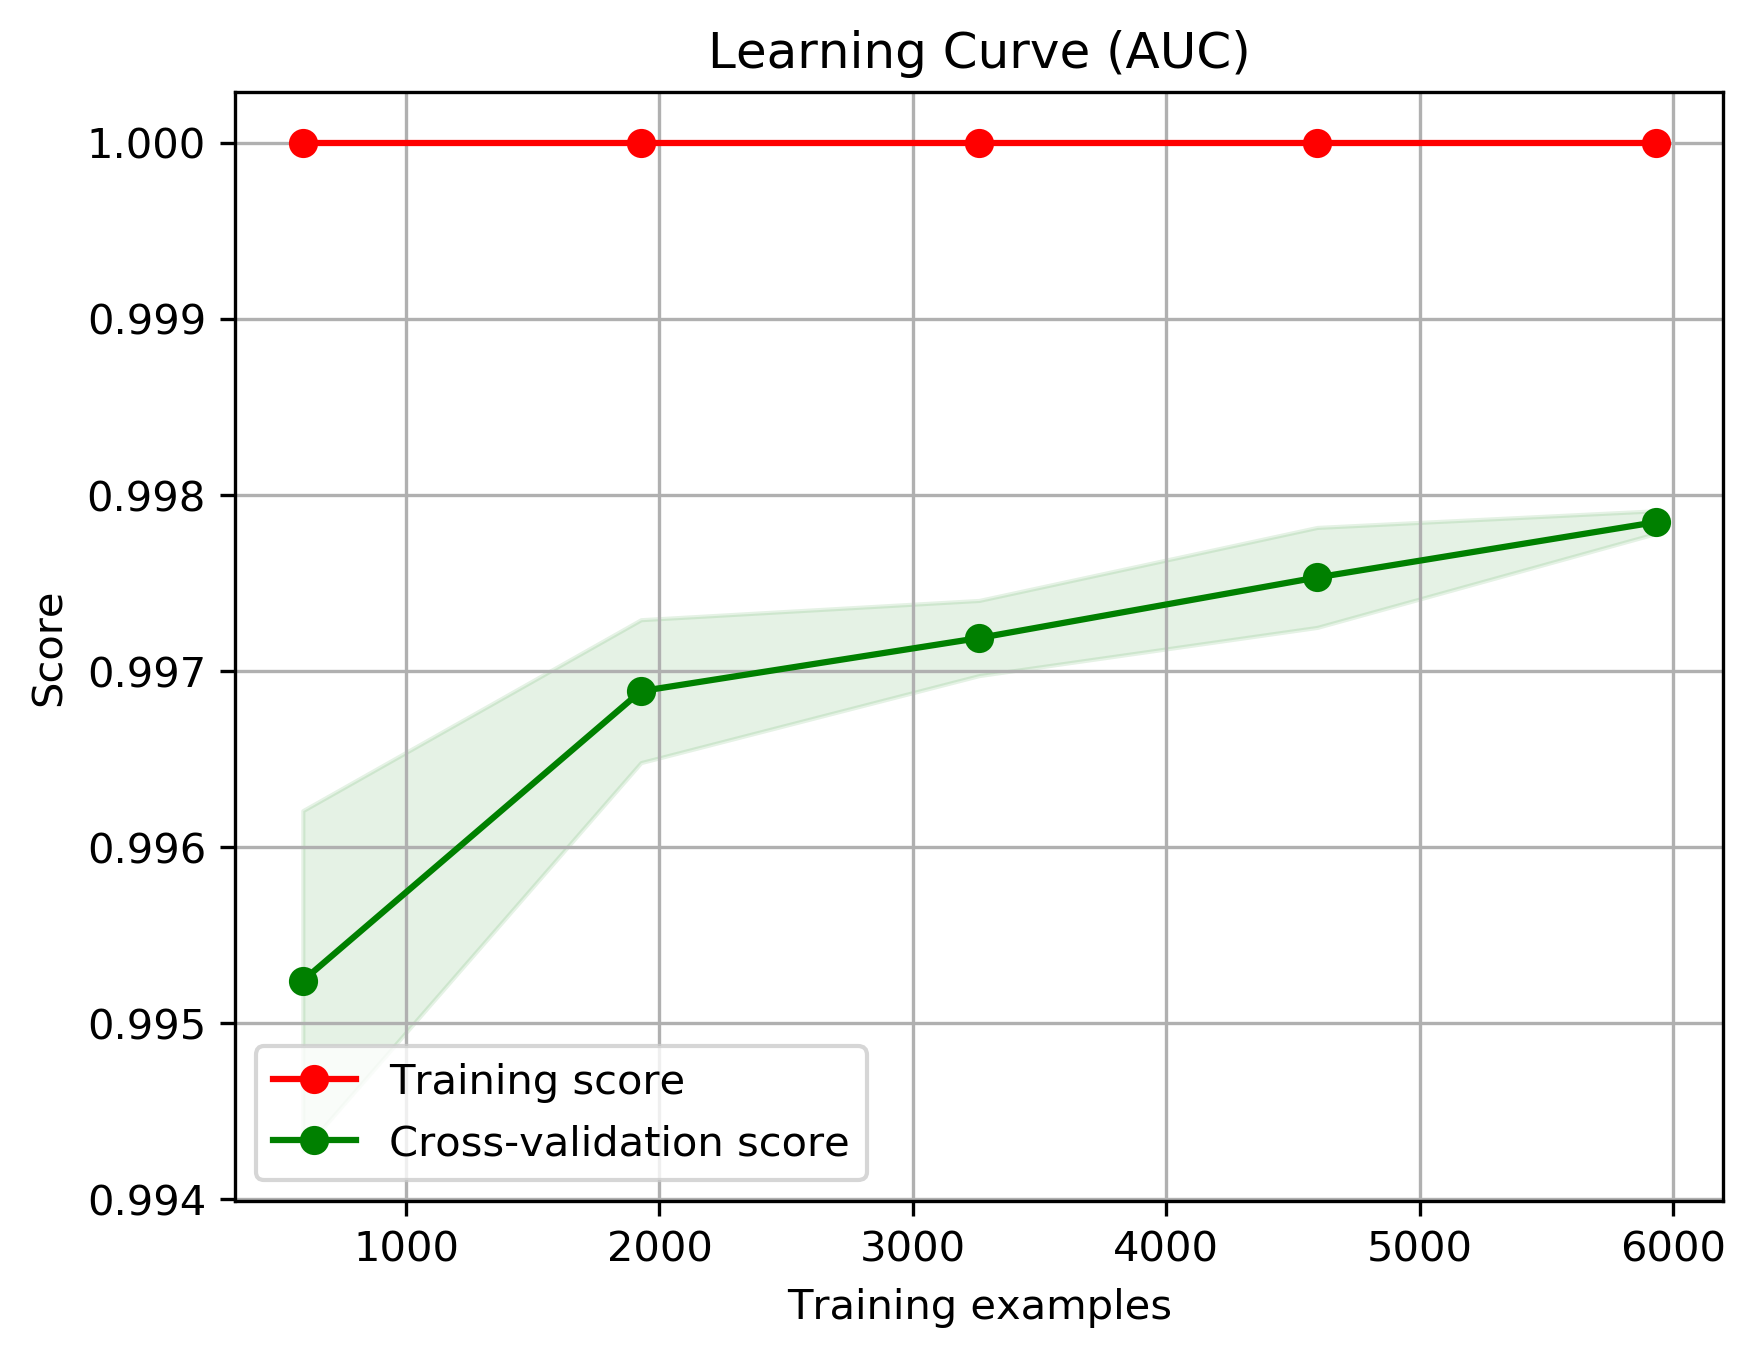 Learning Curve (AUC)
1.000
0.999
0.998
0.997
0.996
0.995
0.994
Score
Training score
Cross-validation score
1000 2000 3000 4000 5000 6000
Training examples